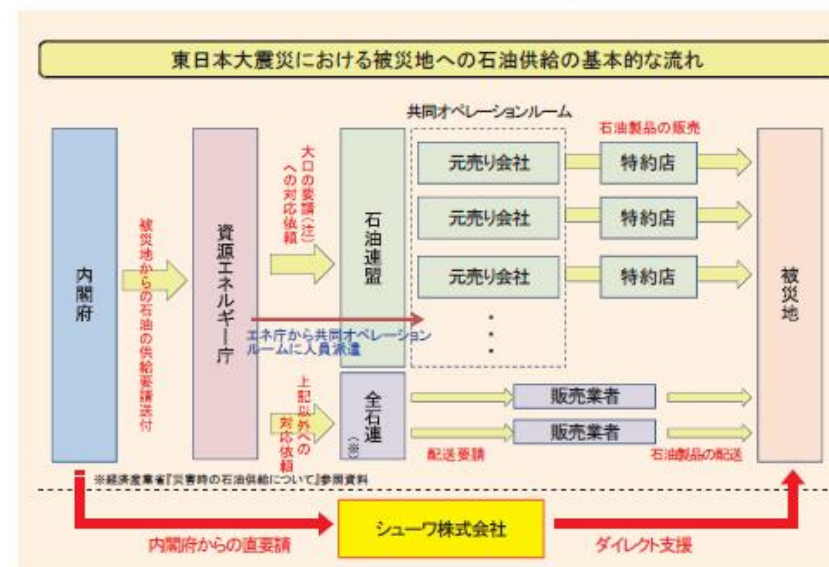 東日本大震災における被災地への石油供給の基本的な流れ
共同オペレーションルーム
石油製品の販売
内閣府
被災地からの石油の供給要請送付
資源エネルギー庁
大口の要請(注)
への対応依頼
石油連盟
元売り会社
特約店
元売り会社
特約店
元売り会社
特約店
被災地
エネ庁から共同オペレーション
ルームに人員派遣
上記以外への
対応依頼
全石連
(※)
販売業者
販売業者
配送要請
石油製品の配送
※経済産業省『災害時の石油供給について』参照資料
シューワ株式会社
内閣府からの直要請
ダイレクト支援